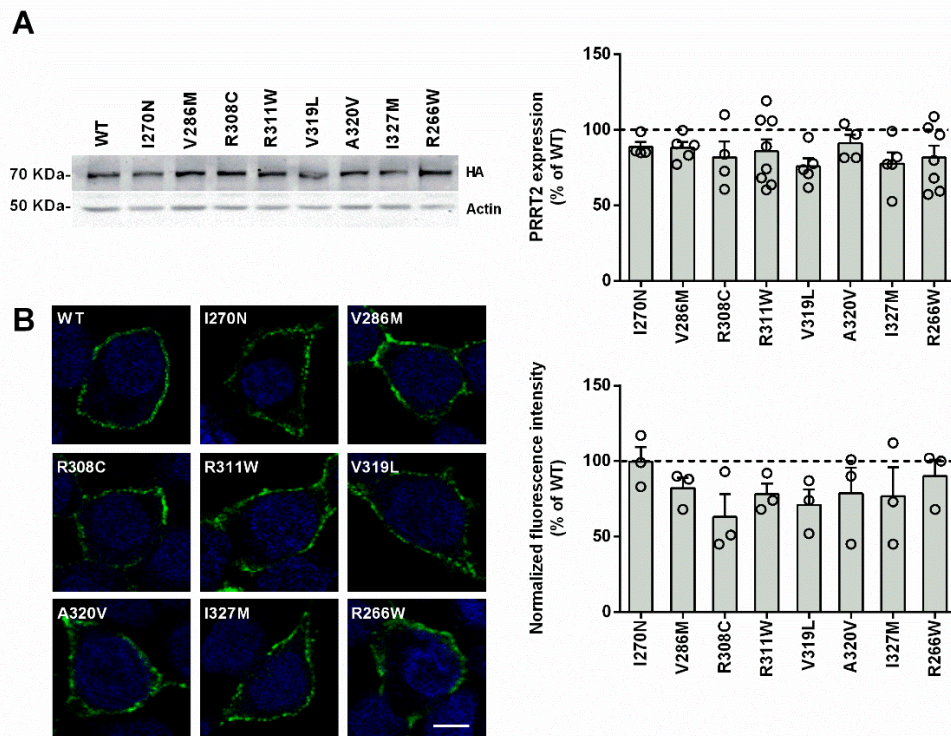 A
WT
I270N
V286M
R308C
R311W
V319L
A320V
I327M
R266W
70 KDa-
HA
50 KDa-
Actin
PRRT2 expression
(% of WT)
150
100
50
0
I270N
V286M
R308C
R311W
V319L
A320V
I327M
R266W
B
WT
I270N
V286M
R308C
R311W
V319L
A320V
I327M
R266W
Normalized fluorescence intensity
(% of WT)
150
100
50
0
I270N
V286M
R308C
R311W
V319L
A320V
I327M
R266W